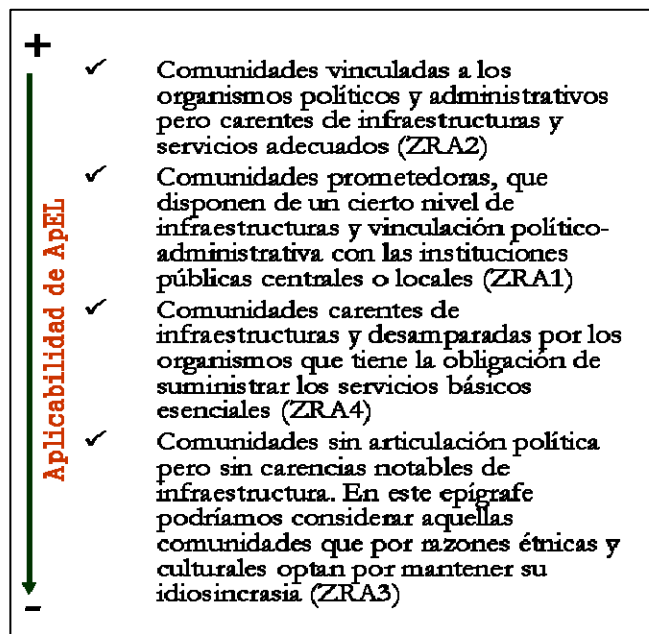 +
✓ Comunidades vinculadas a los
organismos políticos y administrativos
pero carentes de infraestructuras y
servicios adecuados (ZRA2)
✓ Comunidades prometedoras, que
disponen de un cierto nivel de
infraestructuras y vinculación político-
administrativa con las instituciones
públicas centrales o locales (ZRA1)
✓ Comunidades carentes de
infraestructuras y desamparadas por los
organismos que tiene la obligación de
suministrar los servicios básicos
esenciales (ZRA4)
✓ Comunidades sin articulación política
pero sin carencias notables de
infraestructura. En este epígrafe
podríamos considerar aquellas
comunidades que por razones étnicas y
culturales optan por mantener su
idiosincrasia (ZRA3)
-
Aplicabilidad de ApEL